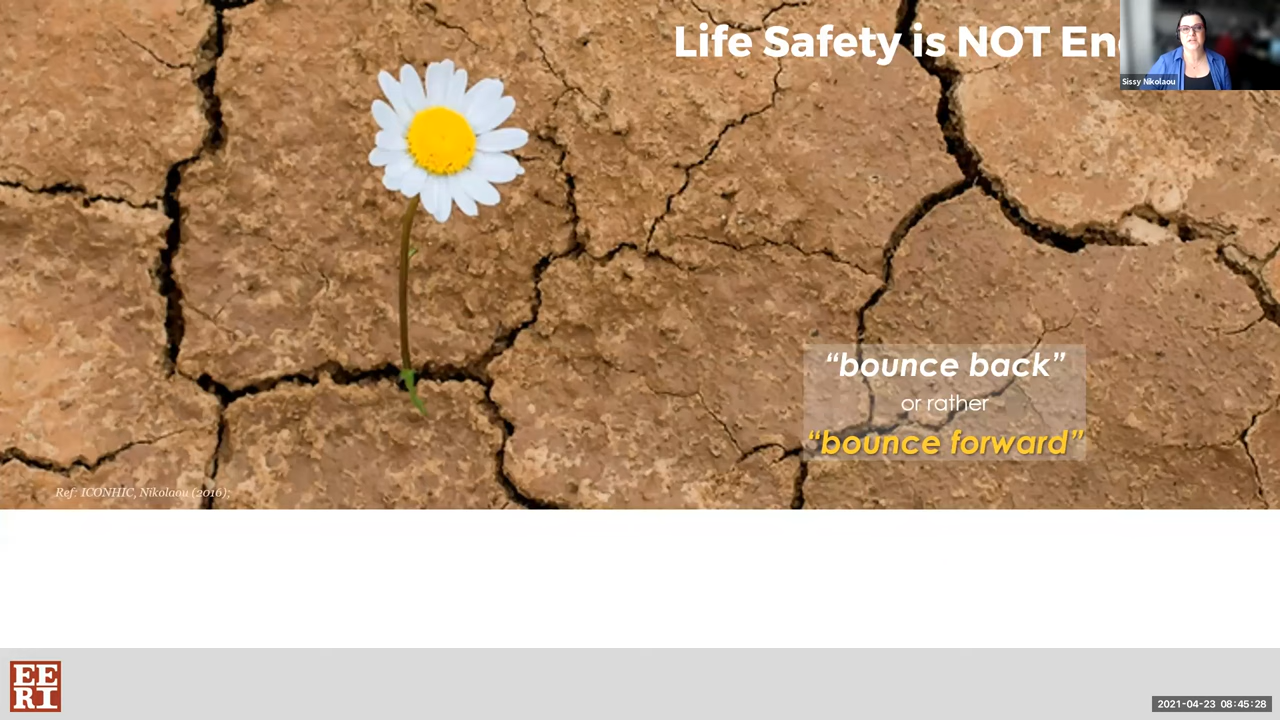 Life Safety is NOT En
Sissy Nikolaou
“bounce back”
or rather
“bounce forward”
Ref: ICONHIC, Nikolaou (2016);
EE
RI
2021-04-23 08:45:28